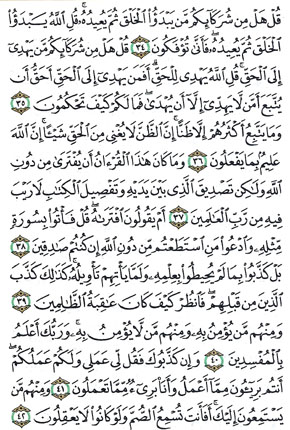 قُلْ هَلْ مِن شُرَكَآئِكُم مَّن يَبْدَؤُا۟ ٱلْخَلْقَ ثُمَّ يُعِيدُهُۥ ۚ قُلِ ٱللَّهُ يَبْدَؤُا۟
ٱلْخَلْقَ ثُمَّ يُعِيدُهُۥ ۖ فَأَنَّىٰ تُؤْفَكُونَ ٣٤ قُلْ هَلْ مِن شُرَكَآئِكُم مَّن يَهْدِىٓ
إِلَى ٱلْحَقِّ ۚ قُلِ ٱللَّهُ يَهْدِى لِلْحَقِّ ۗ أَفَمَن يَهْدِىٓ إِلَى ٱلْحَقِّ أَحَقُّ أَن
يُتَّبَعَ أَمَّن لَّا يَهِدِّىٓ إِلَّآ أَن يُهْدَىٰ ۖ فَمَا لَكُمْ كَيْفَ تَحْكُمُونَ ٣٥
وَمَا يَتَّبِعُ أَكْثَرُهُمْ إِلَّا ظَنًّا ۚ إِنَّ ٱلظَّنَّ لَا يُغْنِى مِنَ ٱلْحَقِّ شَيْـًٔا ۚ إِنَّ ٱللَّهَ
عَلِيمٌۢ بِمَا يَفْعَلُونَ ٣٦ وَمَا كَانَ هَٰذَا ٱلْقُرْءَانُ أَن يُفْتَرَىٰ مِن دُونِ
ٱللَّهِ وَلَٰكِن تَصْدِيقَ ٱلَّذِى بَيْنَ يَدَيْهِ وَتَفْصِيلَ ٱلْكِتَٰبِ لَا رَيْبَ
فِيهِ مِن رَّبِّ ٱلْعَٰلَمِينَ ٣٧ أَمْ يَقُولُونَ ٱفْتَرَىٰهُ ۖ قُلْ فَأْتُوا۟ بِسُورَةٍ
مِّثْلِهِۦ وَٱدْعُوا۟ مَنِ ٱسْتَطَعْتُم مِّن دُونِ ٱللَّهِ إِن كُنتُمْ صَٰدِقِينَ ٣٨
بَلْ كَذَّبُوا۟ بِمَا لَمْ يُحِيطُوا۟ بِعِلْمِهِۦ وَلَمَّا يَأْتِهِمْ تَأْوِيلُهُۥ ۚ كَذَٰلِكَ كَذَّبَ
ٱلَّذِينَ مِن قَبْلِهِمْ ۖ فَٱنظُرْ كَيْفَ كَانَ عَٰقِبَةُ ٱلظَّٰلِمِينَ ٣٩
وَمِنْهُم مَّن يُؤْمِنُ بِهِۦ وَمِنْهُم مَّن لَّا يُؤْمِنُ بِهِۦ ۚ وَرَبُّكَ أَعْلَمُ
بِٱلْمُفْسِدِينَ ٤٠ وَإِن كَذَّبُوكَ فَقُل لِّى عَمَلِى وَلَكُمْ عَمَلُكُمْ ۖ
أَنتُم بَرِيٓـُٔونَ مِمَّآ أَعْمَلُ وَأَنَا۠ بَرِىٓءٌ مِّمَّا تَعْمَلُونَ ٤١ وَمِنْهُم مَّن
يَسْتَمِعُونَ إِلَيْكَ ۚ أَفَأَنتَ تُسْمِعُ ٱلصُّمَّ وَلَوْ كَانُوا۟ لَا يَعْقِلُونَ ٤٢